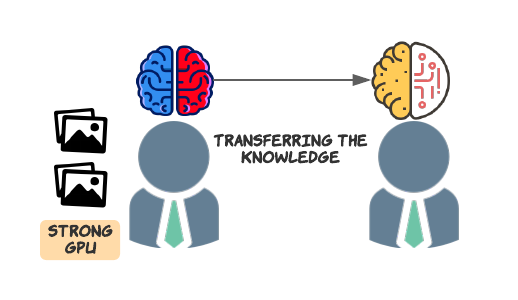 TRANSFERRING THE
KNOWLEDGE
STRONG
GPU